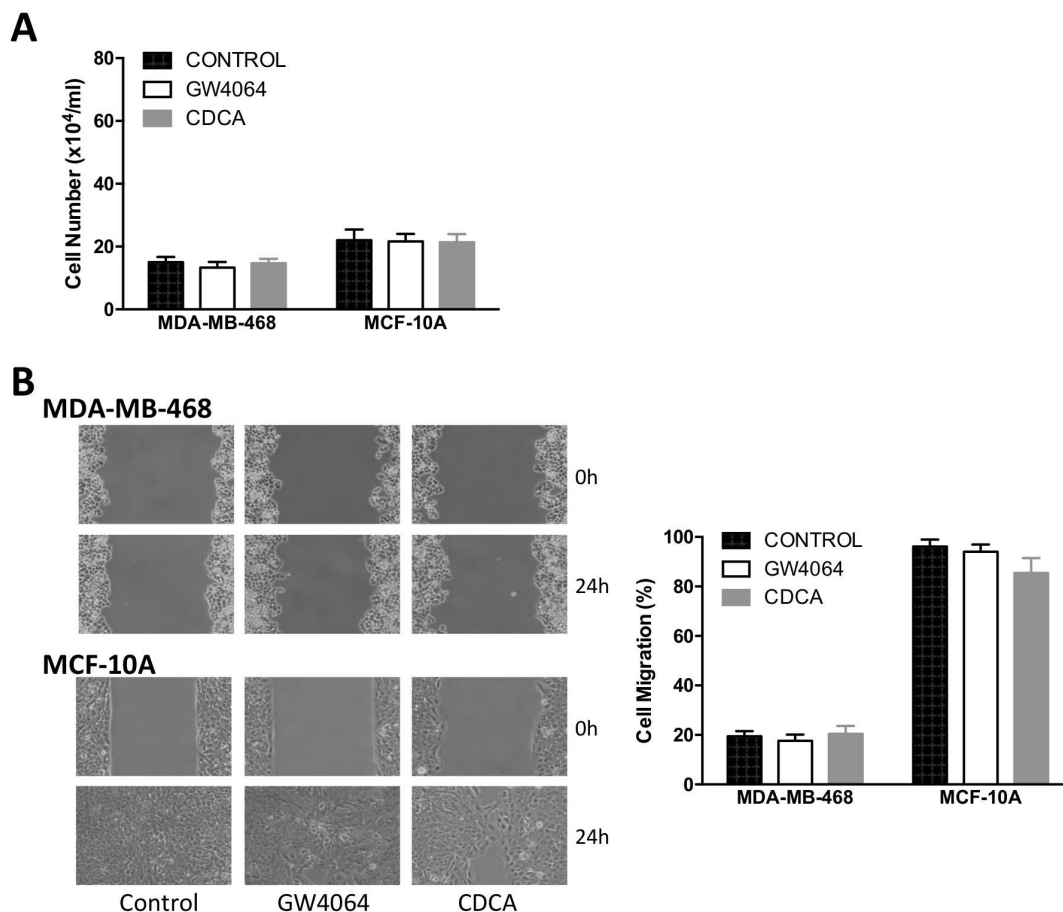 A
80
60
40
20
0
Cell Number (x10⁴/ml)
CONTROL
GW4064
CDCA
MDA-MB-468 MCF-10A
B
MDA-MB-468
0h
24h
MCF-10A
0h
24h
Control GW4064 CDCA
100
80
60
40
20
0
Cell Migration (%)
CONTROL
GW4064
CDCA
MDA-MB-468 MCF-10A